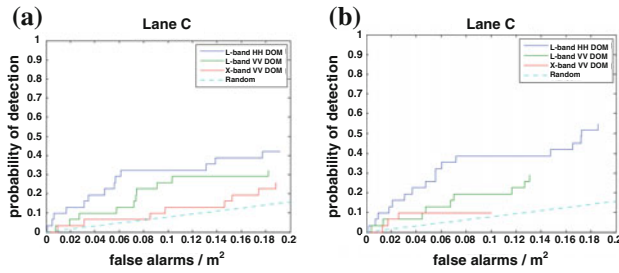 (a)
Lane C
probability of detection
1
0.9
0.8
0.7
0.6
0.5
0.4
0.3
0.2
0.1
0
L-band HH DOM
L-band VV DOM
X-band VV DOM
Random
0 0.02 0.04 0.06 0.08 0.1 0.12 0.14 0.16 0.18 0.2
false alarms / m²
(b)
Lane C
probability of detection
1
0.9
0.8
0.7
0.6
0.5
0.4
0.3
0.2
0.1
0
L-band HH DOM
L-band VV DOM
X-band VV DOM
Random
0 0.02 0.04 0.06 0.08 0.1 0.12 0.14 0.16 0.18 0.2
false alarms / m²